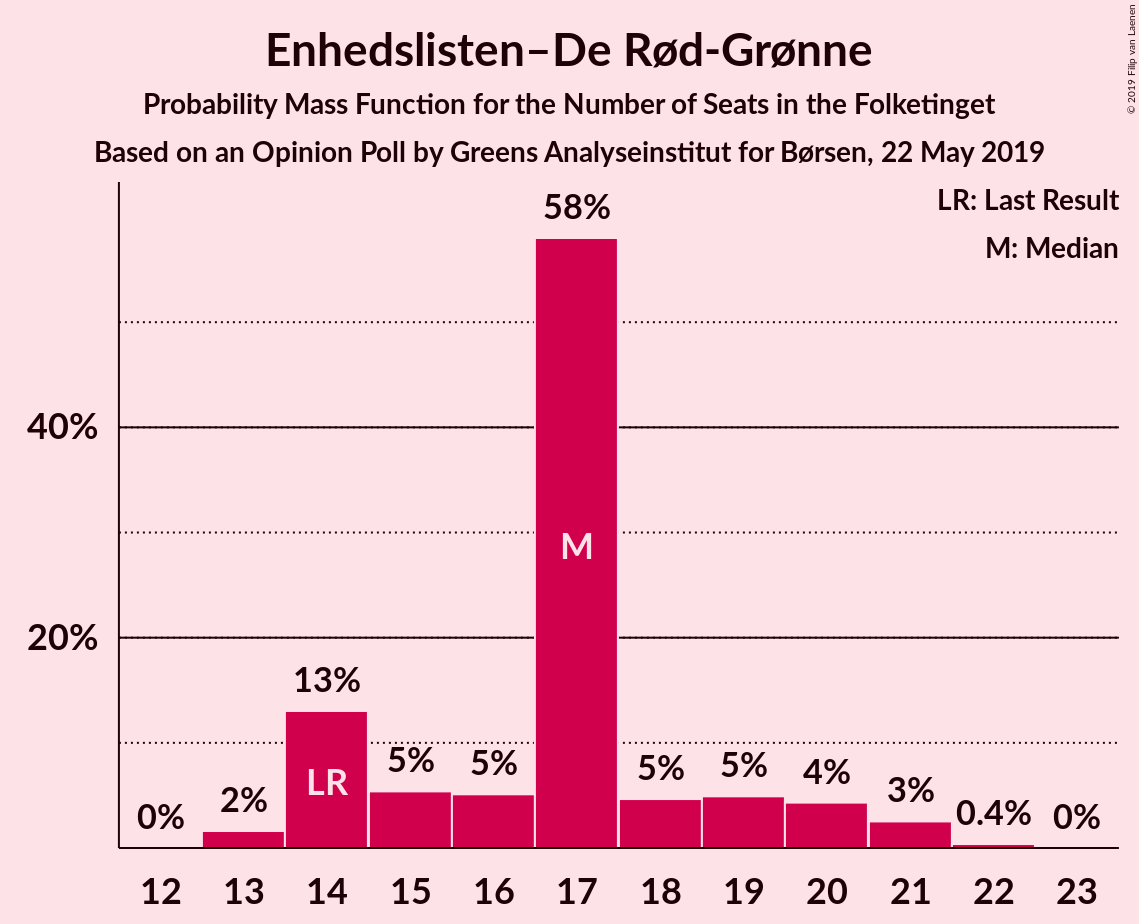 Enhedslisten–De Rød-Grønne
Probability Mass Function for the Number of Seats in the Folketinget
Based on an Opinion Poll by Greens Analyseinstitut for Børsen, 22 May 2019
© 2019 Filip van Laenen
LR: Last Result
M: Median
58%
40%
M
20%
13%
LR
5%
5%
5%
5%
4%
3%
2%
0%
0.4%
0%
12 13 14 15 16 17 18 19 20 21 22 23